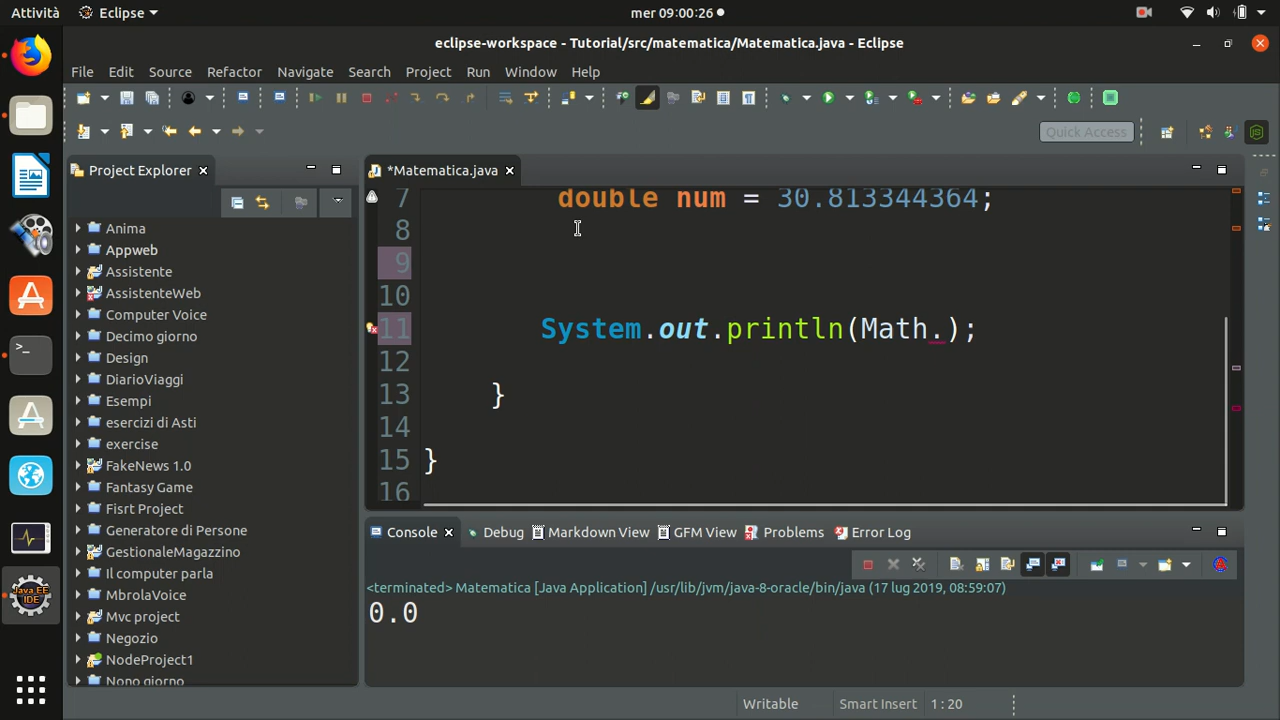 Attività Eclipse mer 09:00:26
eclipse-workspace - Tutorial/src/matematica/Matematica.java - Eclipse
File Edit Source Refactor Navigate Search Project Run Window Help
Quick Access
Project Explorer
Anima
Appweb
Assistente
AssistenteWeb
Computer Voice
Decimo giorno
Design
DiarioViaggi
Esempi
esercizi di Asti
exercise
FakeNews 1.0
Fantasy Game
Fisrt Project
Generatore di Persone
GestionaleMagazzino
Il computer parla
MbrolaVoice
Mvc project
Negozio
NodeProject1
Nono giorno
*Matematica.java
7 double num = 30.813344364;
8
9
10
11 System.out.println(Math.);
12
13 }
14
15 }
16
Console Debug Markdown View GFM View Problems Error Log
<terminated> Matematica [Java Application] /usr/lib/jvm/java-8-oracle/bin/java (17 lug 2019, 08:59:07)
0.0
Writable Smart Insert 1 : 20
Java EE
IDE